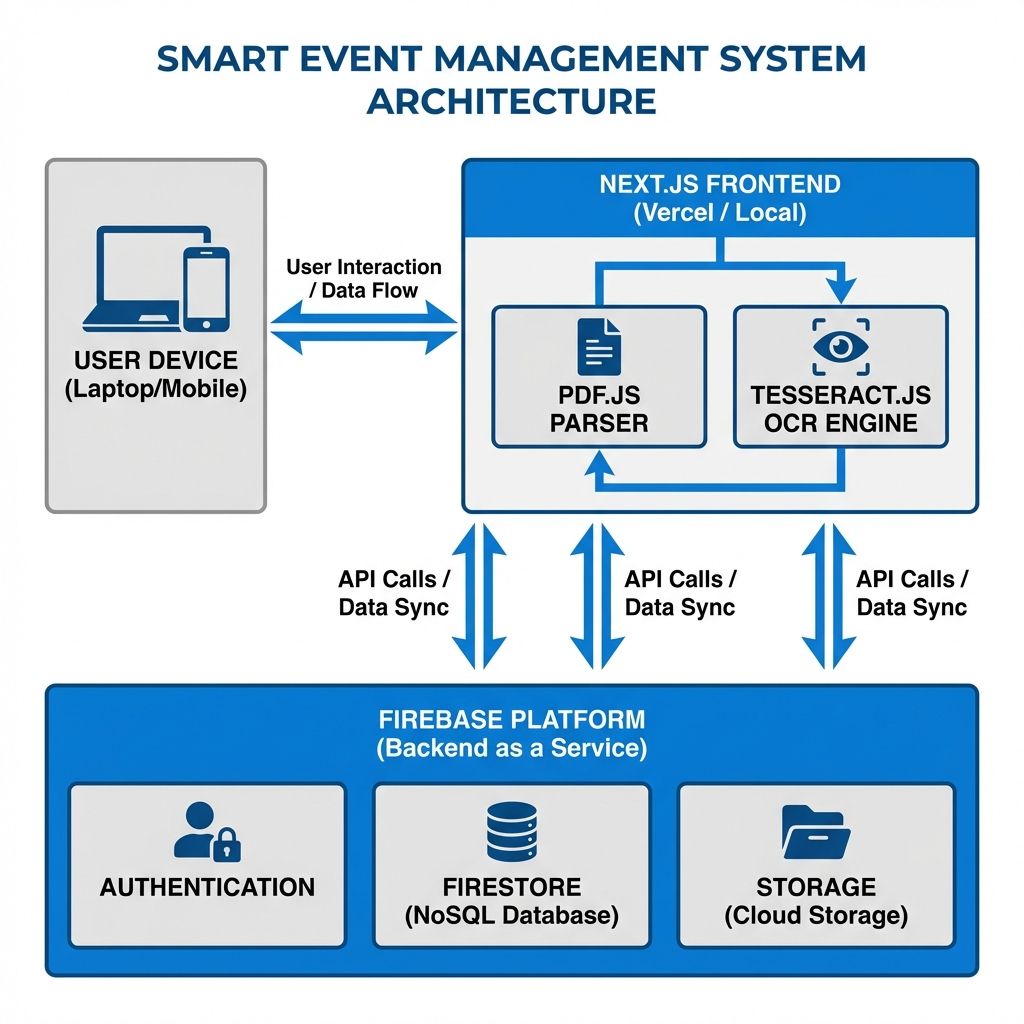 SMART EVENT MANAGEMENT SYSTEM
ARCHITECTURE
USER DEVICE
(Laptop/Mobile)
User Interaction
/ Data Flow
NEXT.JS FRONTEND
(Vercel / Local)
PDF.JS
PARSER
TESSERACT.JS
OCR ENGINE
API Calls /
Data Sync
API Calls /
Data Sync
API Calls /
Data Sync
FIREBASE PLATFORM
(Backend as a Service)
AUTHENTICATION
FIRESTORE
(NoSQL Database)
STORAGE
(Cloud Storage)